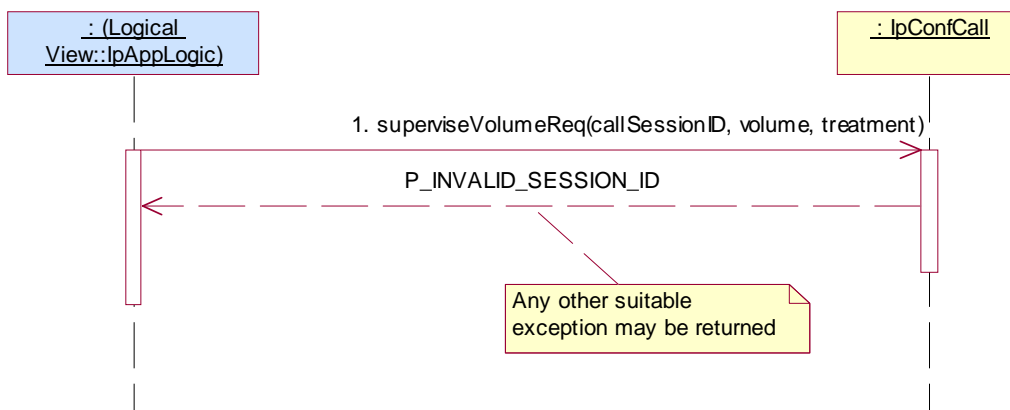 : (Logical
View::IpAppLogic)
: IpConfCall
1. superviseVolumeReq(callSessionID, volume, treatment)
P_INVALID_SESSION_ID
Any other suitable
exception may be returned